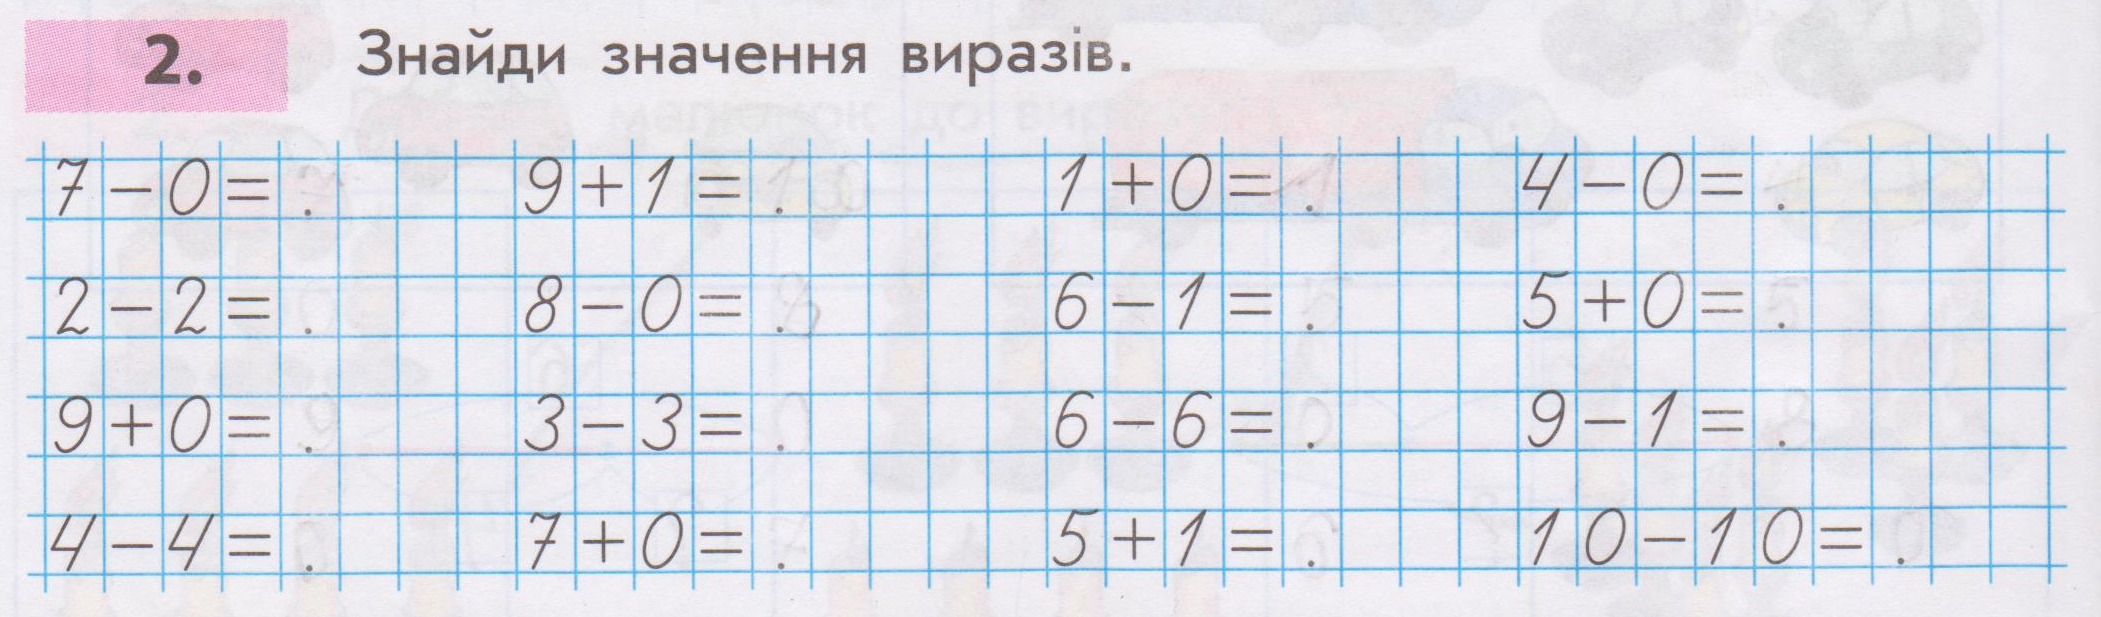 2. Знайди значення виразів.
7-0= . 9+1= . 1+0= . 4-0= .
2-2= . 8-0= . 6-1= . 5+0= .
9+0= . 3-3= . 6-6= . 9-1= .
4-4= . 7+0= . 5+1= . 10-10= .